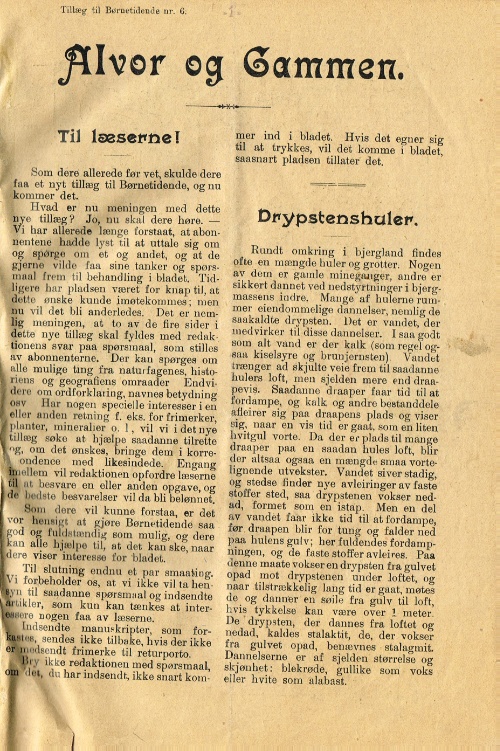 Tillæg til Børnetidende nr. 6.
Alvor og Gammen.
Til læserne!
Som dere allerede før vet, skulde dere
faa et nyt tillæg til Børnetidende, og nu
kommer det.
Hvad er nu meningen med dette
nye tillæg? Jo, nu skal dere høre. —
Vi har allerede længe forstaat, at abon-
nentene hadde lyst til at uttale sig om
og spørge om et og andet, og at de
gjerne vilde faa sine tanker og spørs-
maal frem til behandling i bladet. Tid-
ligere har pladsen været for knap til, at
dette ønske kunde imøtekommes; men
nu vil det bli anderledes. Det er nem-
lig meningen, at to av de fire sider i
dette nye tillæg skal fyldes med redak-
tionens svar paa spørsmaal, som stilles
av abonnenterne. Der kan spørges om
alle mulige ting fra naturfagenes, histo-
riens og geografiens omraader Endvi-
dere om ordforklaring, navnes betydning
osv Har nogen specielle interesser i en
eller anden retning f. eks. for frimerker,
planter, mineralier o. l, vil vi i det nye
tillæg søke at hjælpe saadanne tilrette
og, om det ønskes, bringe dem i korre-
ondence med likesindede. Engang
imellem vil redaktionen opfordre læserne
til at besvare en eller anden opgave, og
de bedste besvarelser vil da bli belønnet.
Som dere vil kunne forstaa, er det
vor hensigt at gjøre Børnetidende saa
god og fuldstændig som mulig, og dere
kan alle hjælpe til, at det kan ske, naar
dere viser interesse for bladet.
Til slutning endnu et par smaating.
Vi forbeholder os, at vi ikke vil ta hen-
syn til saadanne spørsmaal og indsendte
artikler, som kun kan tænkes at inter-
essere nogen faa av læserne.
Indsendte manuskripter, som for-
kastes, sendes ikke tilbake, hvis der ikke
er medsendt frimerke til returporto.
Bry ikke redaktionen med spørsmaal,
om det, du har indsendt, ikke snart kom-
mer ind i bladet. Hvis det egner sig
til at trykkes, vil det komme i bladet,
saasnart pladsen tillater det.
Drypstenshuler.
Rundt omkring i bjergland findes
ofte en mængde huler og grotter. Nogen
av dem er gamle minegånger, andre er
sikkert dannet ved nedstyrtninger i bjerg-
massens indre. Mange af hulerne rum-
mer eiendommelige dannelser, nemlig de
saakaldte drypsten. Det er vandet, der
medvirker til disse dannelser. I saa godt
som alt vand er der kalk (som regel og-
saa kiselsyre og brunjernsten) Vandet
trænger ad skjulte veie frem til saadanne
hulers loft, men sjelden mere end draa-
pevis. Saadanne draaper faar tid til at
fordampe, og kalk og andre bestanddele
afleirer sig paa draapens plads og viser
sig, naar en vis tid er gaat, som en liten
hvitgul vorte. Da der er plads til mange
draaper paa en saadan hules loft, blir
der altsaa ogsaa en mængde smaa vorte-
lignende utvekster. Vandet siver stadig,
og stedse finder nye avleiringer av faste
stoffer sted, saa drypstenen vokser ned-
ad, formet som en istap. Men en del
av vandet faar ikke tid til at fordampe,
før draapen blir for tung og falder ned
paa hulens gulv; her fuldendes fordamp-
ningen, og de faste stoffer avleires. Paa
denne maate vokser en drypsten fra gulvet
opad mot drypstenen under loftet, og
naar tilstrækkelig lang tid er gaat, møtes
de og danner en søile fra gulv til loft,
hvis tykkelse kan være over 1 meter.
De drypsten, der dannes fra loftet og
nedad, kaldes stalaktit, de, der vokser
fra gulvet opad, benævnes stalagmit.
Dannelserne er af sjelden størrelse og
skjønhet: blekrøde, gullike som voks
eller hvite som alabast.